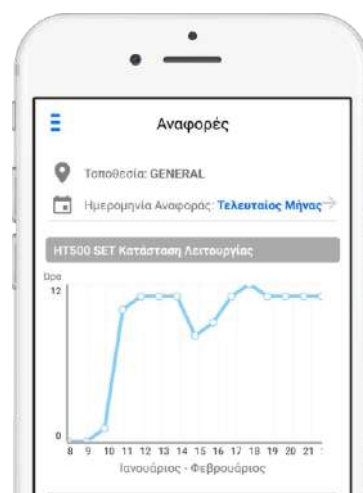 Αναφορές
Τοποθεσία: GENERAL
Ημερομηνία Αναφοράς: Τελευταίος Μήνας
HT500 SET Κατάσταση Λειτουργίας
Ώρα
12
0
8 9 10 11 12 13 14 15 16 17 18 19 20 21
Ιανουάριος - Φεβρουάριος